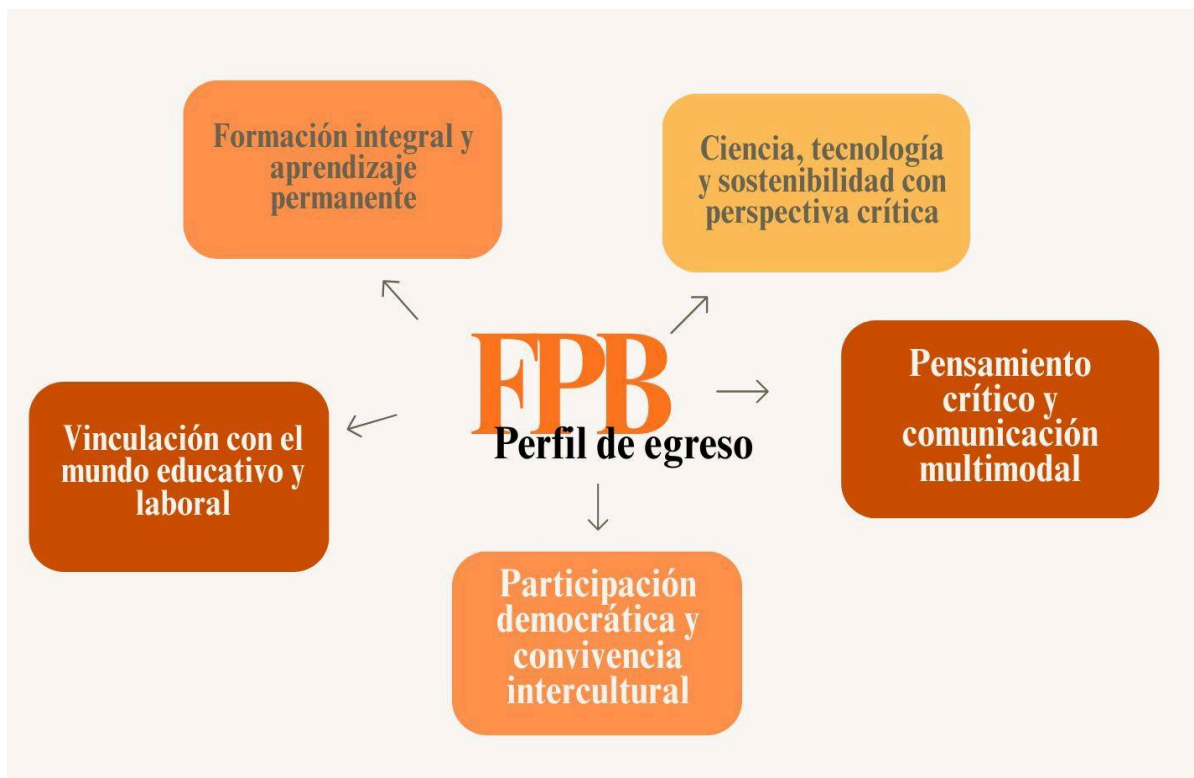 Formación integral y
aprendizaje
permanente
Ciencia, tecnología
y sostenibilidad con
perspectiva crítica
FPB
Perfil de egreso
Pensamiento
crítico y
comunicación
multimodal
Vinculación con el
mundo educativo y
laboral
Participación
democrática y
convivencia
intercultural